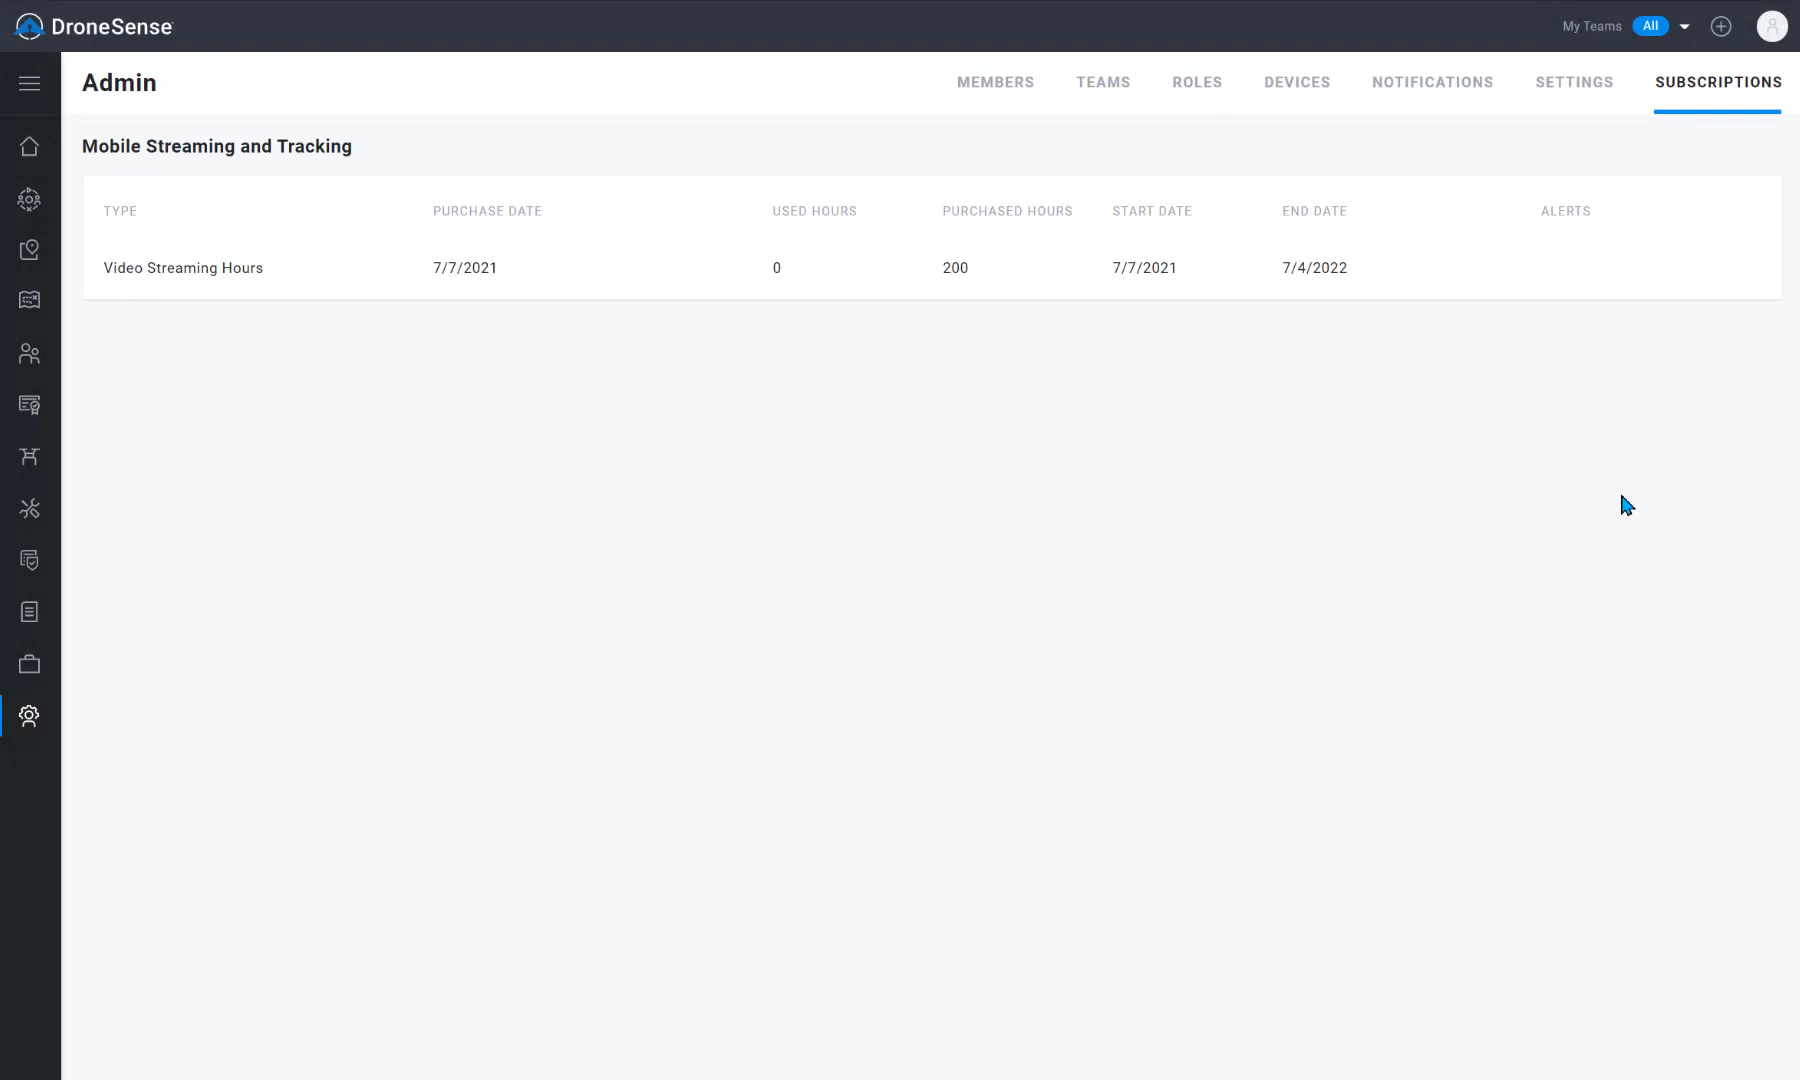 DroneSense
My Teams All
Admin
MEMBERS TEAMS ROLES DEVICES NOTIFICATIONS SETTINGS SUBSCRIPTIONS
Mobile Streaming and Tracking
TYPE PURCHASE DATE USED HOURS PURCHASED HOURS START DATE END DATE ALERTS
Video Streaming Hours 7/7/2021 0 200 7/7/2021 7/4/2022